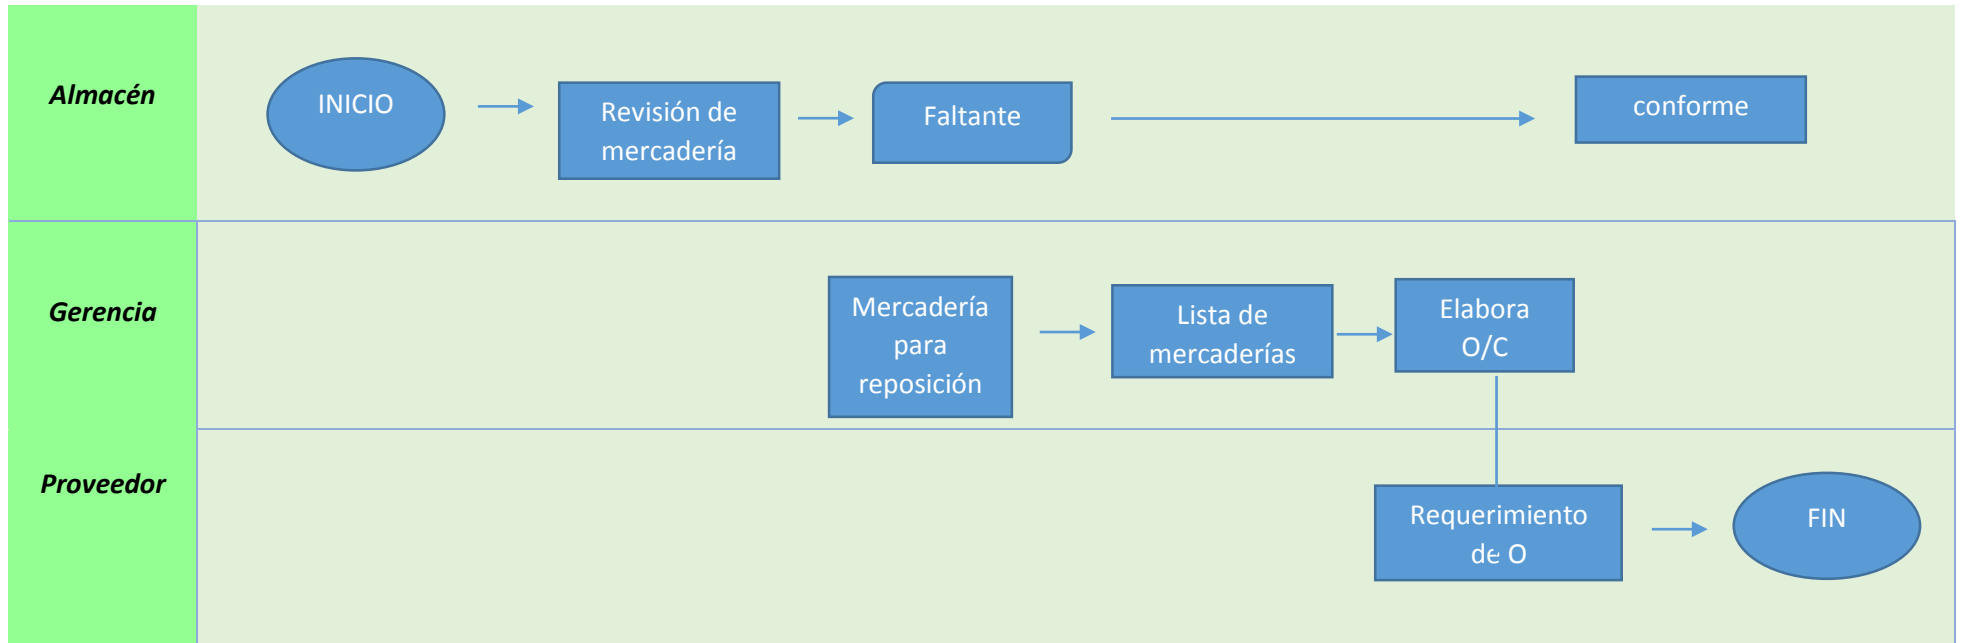 Almacén
INICIO
Revisión de
mercadería
Faltante
conforme
Gerencia
Mercadería
para
reposición
Lista de
mercaderías
Elabora
O/C
Proveedor
Requerimiento
de O
FIN